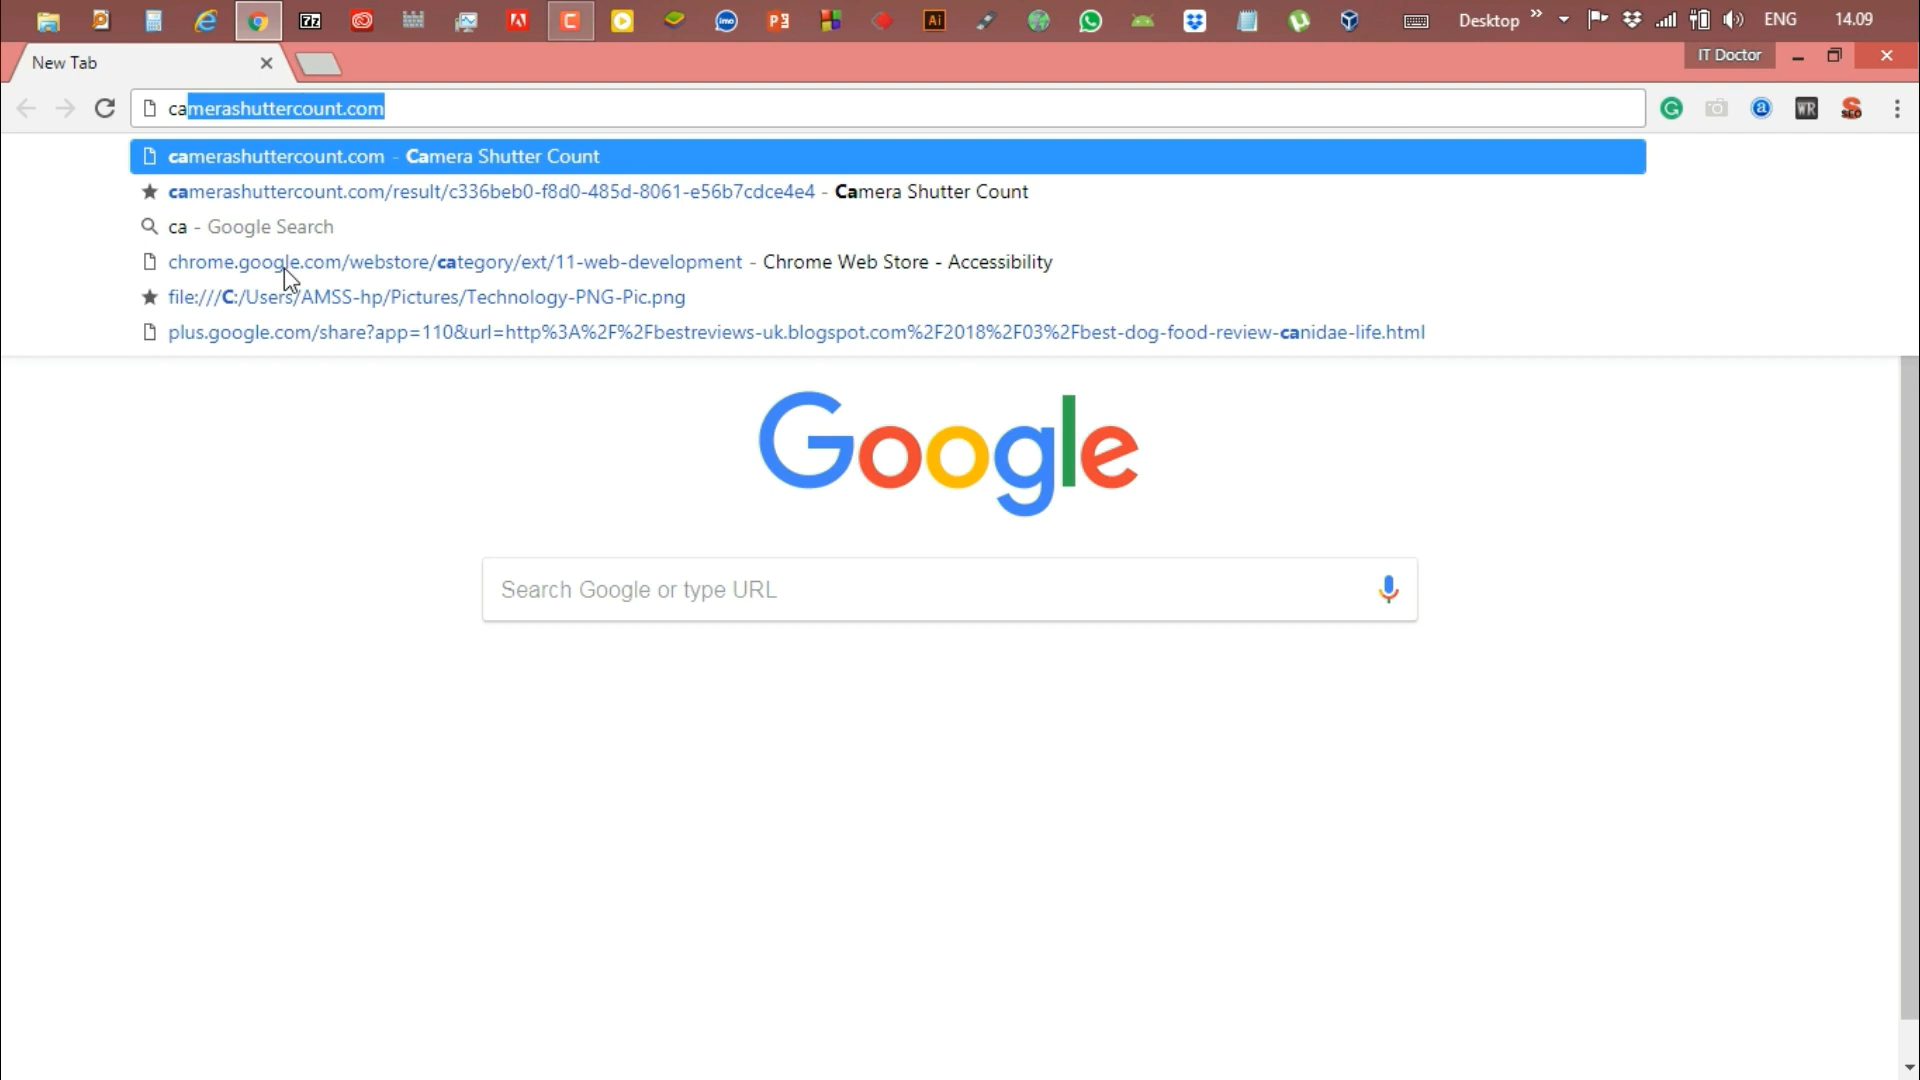 Desktop
ENG
14.09
New Tab
IT Doctor
camerashuttercount.com
camerashuttercount.com - Camera Shutter Count
camerashuttercount.com/result/c336beb0-f8d0-485d-8061-e56b7cdce4e4 - Camera Shutter Count
ca - Google Search
chrome.google.com/webstore/category/ext/11-web-development - Chrome Web Store - Accessibility
file:///C:/Users/AMSS-hp/Pictures/Technology-PNG-Pic.png
plus.google.com/share?app=110&url=http%3A%2F%2Fbestreviews-uk.blogspot.com%2F2018%2F03%2Fbest-dog-food-review-canidae-life.html
Google
Search Google or type URL